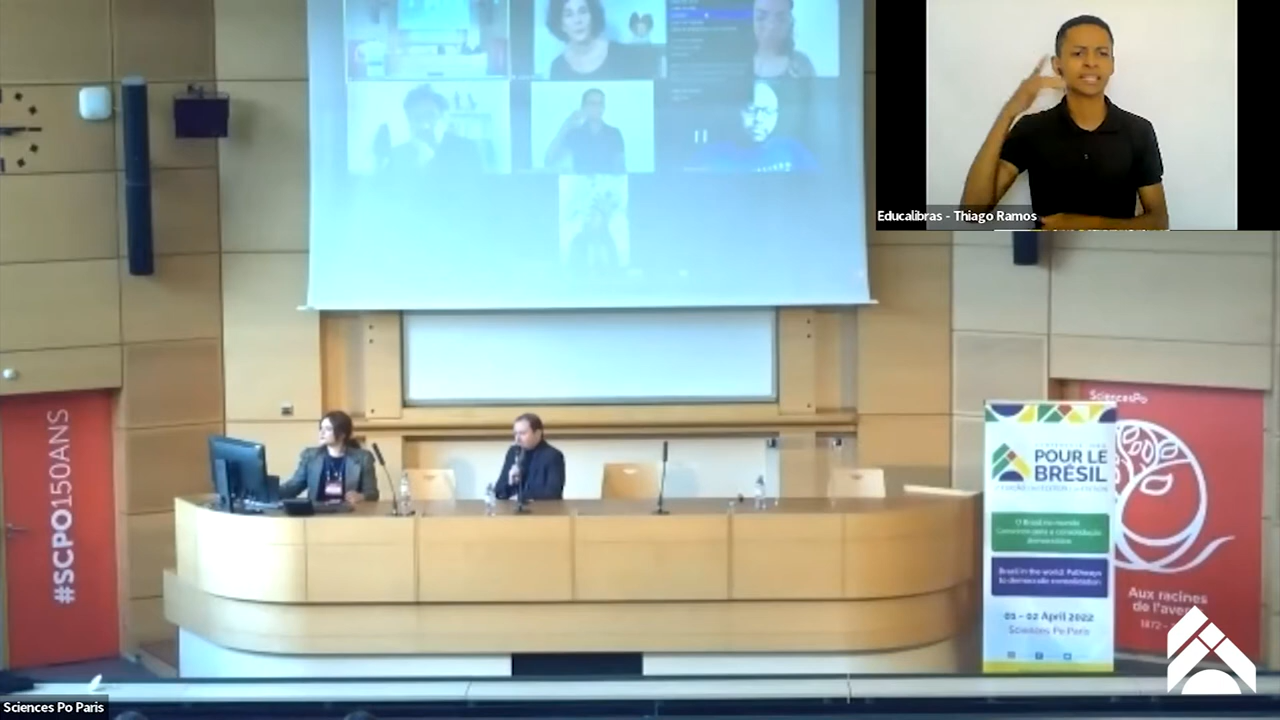 Educalibras - Thiago Ramos
#SCPO150ANS
SciencesPo
POUR LE
BRÉSIL
O Brasil no mundo
Caminhos para a consolidação
democrática
Brazil in the world: Pathways
to democratic consolidation
01 - 02 April 2022
Sciences Po Paris
Aux racines
de l'avenir
Sciences Po Paris